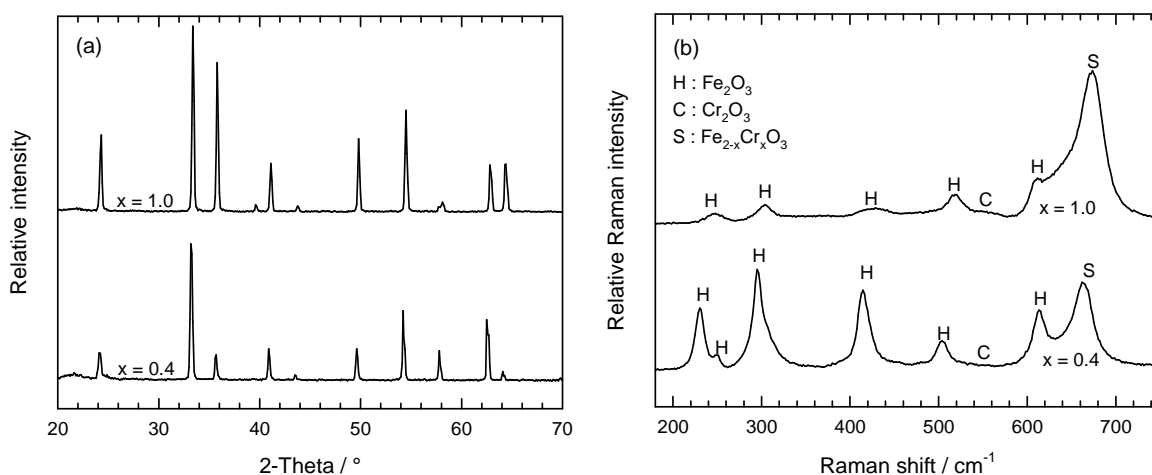 (a)
x = 1.0
x = 0.4
20 30 40 50 60 70
2-Theta / °
Relative intensity
(b)
H : Fe₂O₃
C : Cr₂O₃
S : Fe₂₋ₓCrₓO₃
S
H H H H C H
x = 1.0
H H H H H C H S
x = 0.4
200 300 400 500 600 700
Raman shift / cm⁻¹
Relative Raman intensity